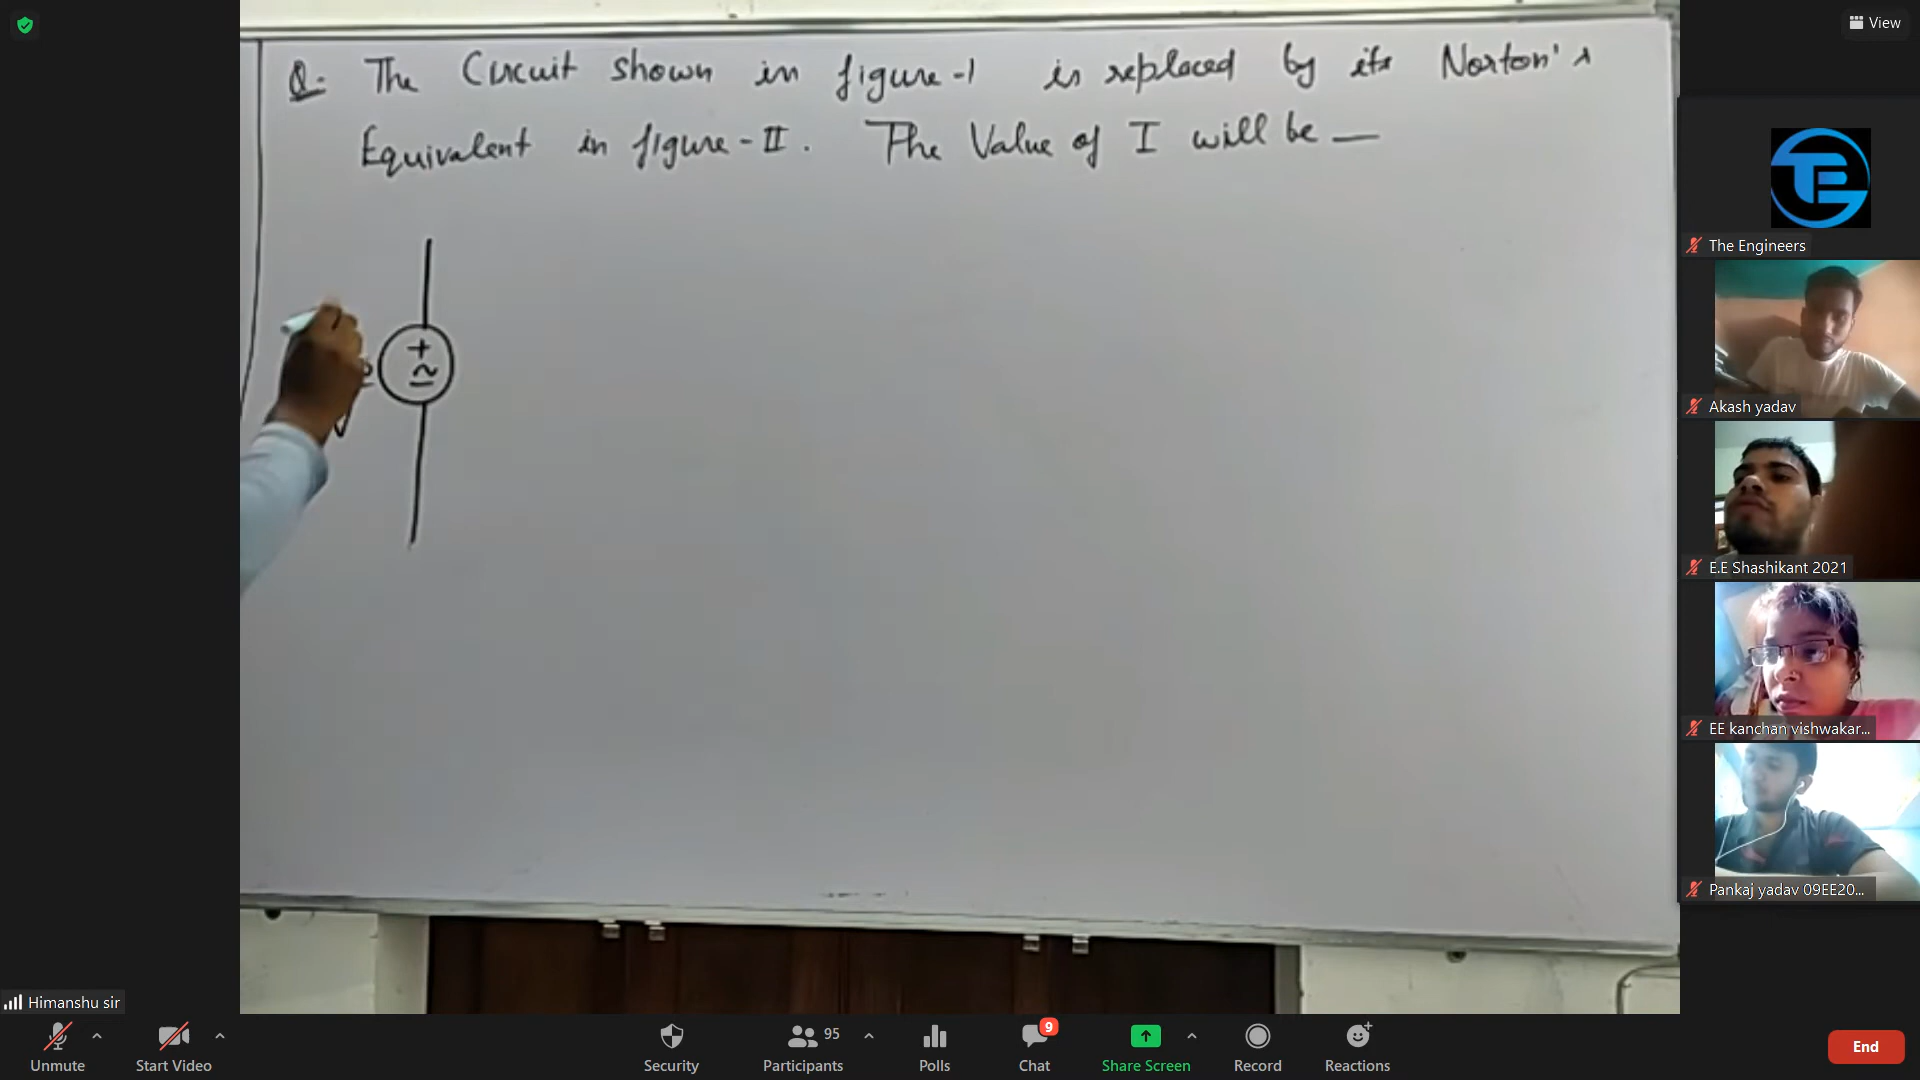 View
Q:- The Circuit shown in figure-1 is replaced by its Norton's
Equivalent in figure-II. The Value of I will be —
+
~
−
The Engineers
Akash yadav
E.E Shashikant 2021
EE kanchan vishwakar...
Pankaj yadav 09EE20...
Himanshu sir
Unmute
Start Video
Security
95
Participants
Polls
9
Chat
Share Screen
Record
Reactions
End